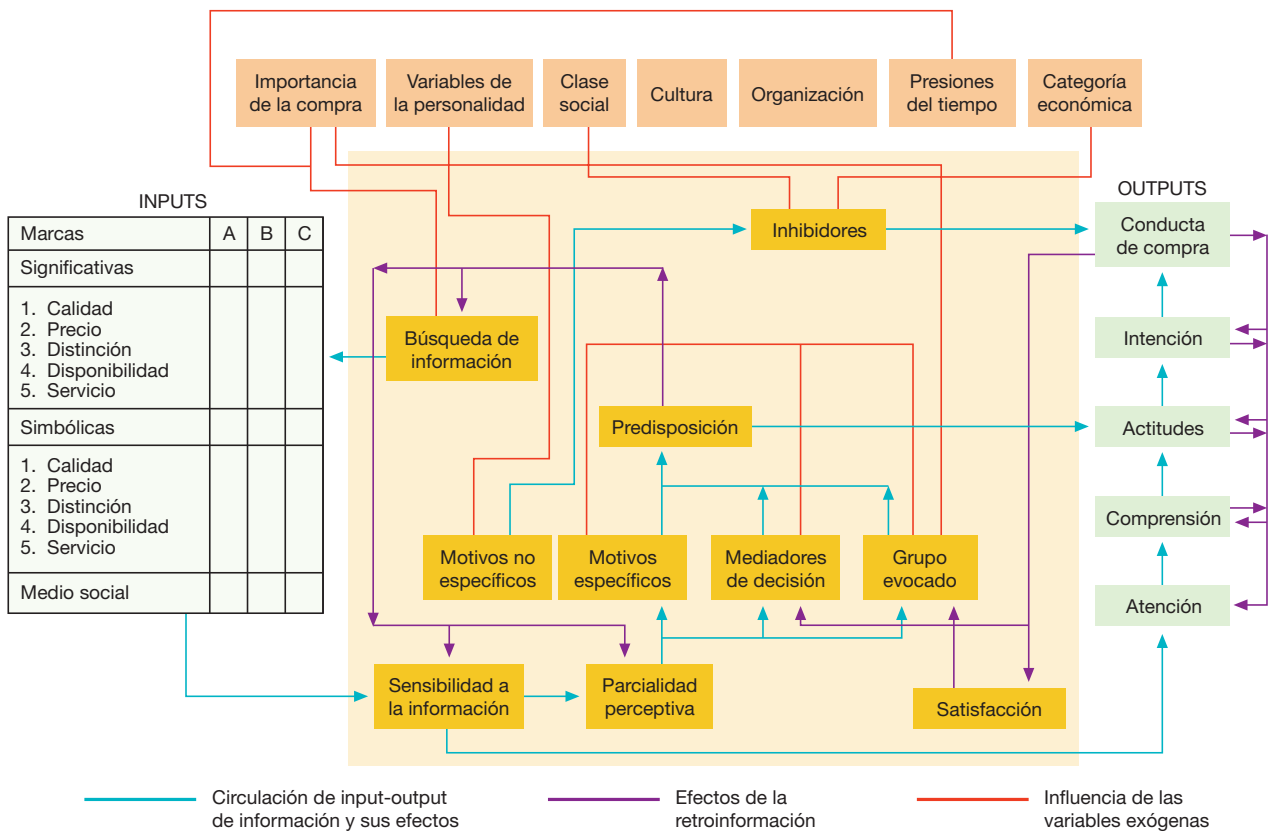 Importancia
de la compra
Variables de
la personalidad
Clase
social
Cultura
Organización
Presiones
del tiempo
Categoría
económica
INPUTS
Marcas A B C
Significativas
1. Calidad
2. Precio
3. Distinción
4. Disponibilidad
5. Servicio
Simbólicas
1. Calidad
2. Precio
3. Distinción
4. Disponibilidad
5. Servicio
Medio social
Inhibidores
Búsqueda de
información
Predisposición
Motivos no
específicos
Motivos
específicos
Mediadores
de decisión
Grupo
evocado
Sensibilidad a
la información
Parcialidad
perceptiva
Satisfacción
OUTPUTS
Conducta
de compra
Intención
Actitudes
Comprensión
Atención
Circulación de input-output
de información y sus efectos
Efectos de la
retroinformación
Influencia de las
variables exógenas